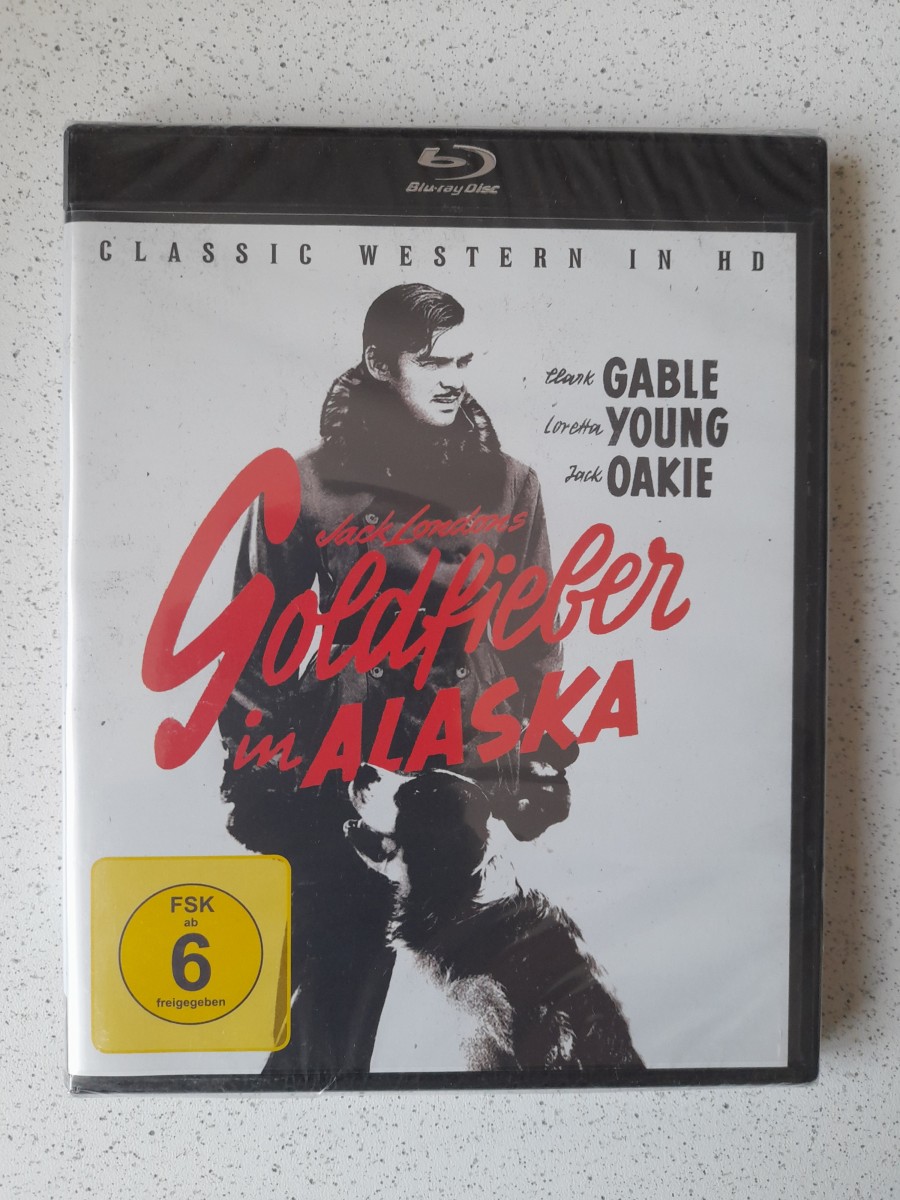 Blu-ray Disc
CLASSIC WESTERN IN HD
Clark GABLE
Loretta YOUNG
Jack OAKIE
Jack Londons
Goldfieber
in ALASKA
FSK
ab
6
freigegeben